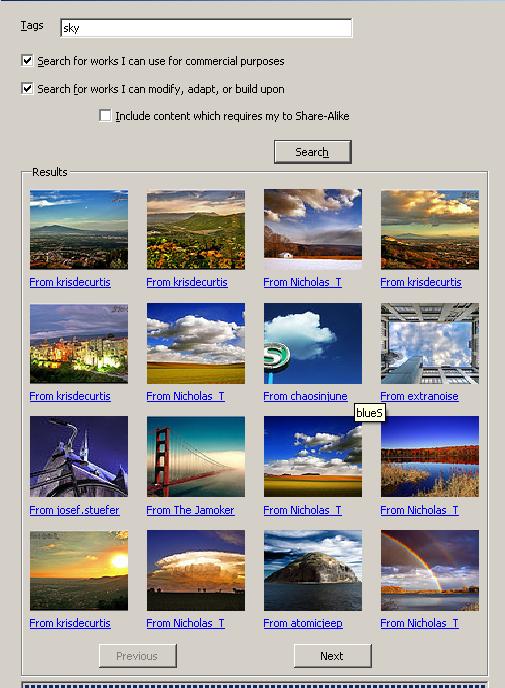 Tags
sky
Search for works I can use for commercial purposes
Search for works I can modify, adapt, or build upon
Include content which requires my to Share-Alike
Search
Results
From krisdecurtis
From krisdecurtis
From Nicholas_T
From krisdecurtis
From krisdecurtis
From Nicholas_T
S
From chaosinjune
From extranoise
blueS
From josef.stuefer
From The Jamoker
From Nicholas_T
From Nicholas_T
From krisdecurtis
From Nicholas_T
From atomicjeep
From Nicholas_T
Previous
Next